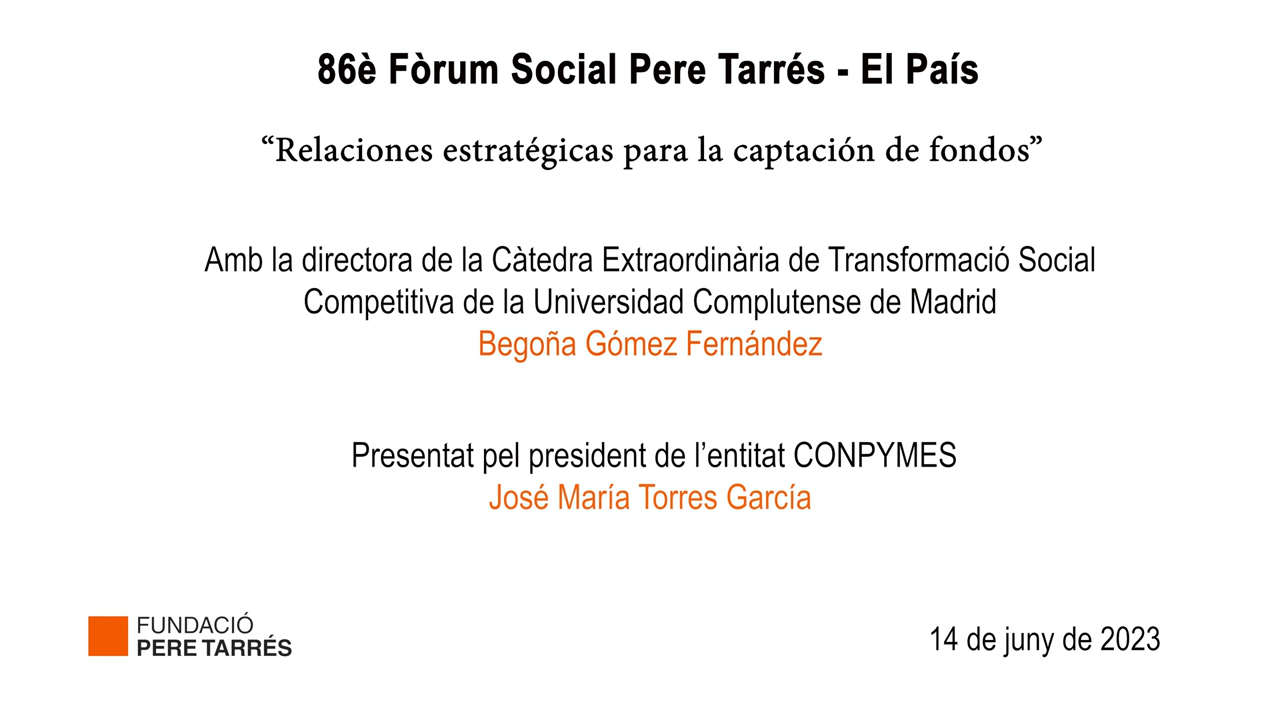 86è Fòrum Social Pere Tarrés - El País
“Relaciones estratégicas para la captación de fondos”
Amb la directora de la Càtedra Extraordinària de Transformació Social
Competitiva de la Universidad Complutense de Madrid
Begoña Gómez Fernández
Presentat pel president de l’entitat CONPYMES
José María Torres García
FUNDACIÓ
PERE TARRÉS
14 de juny de 2023